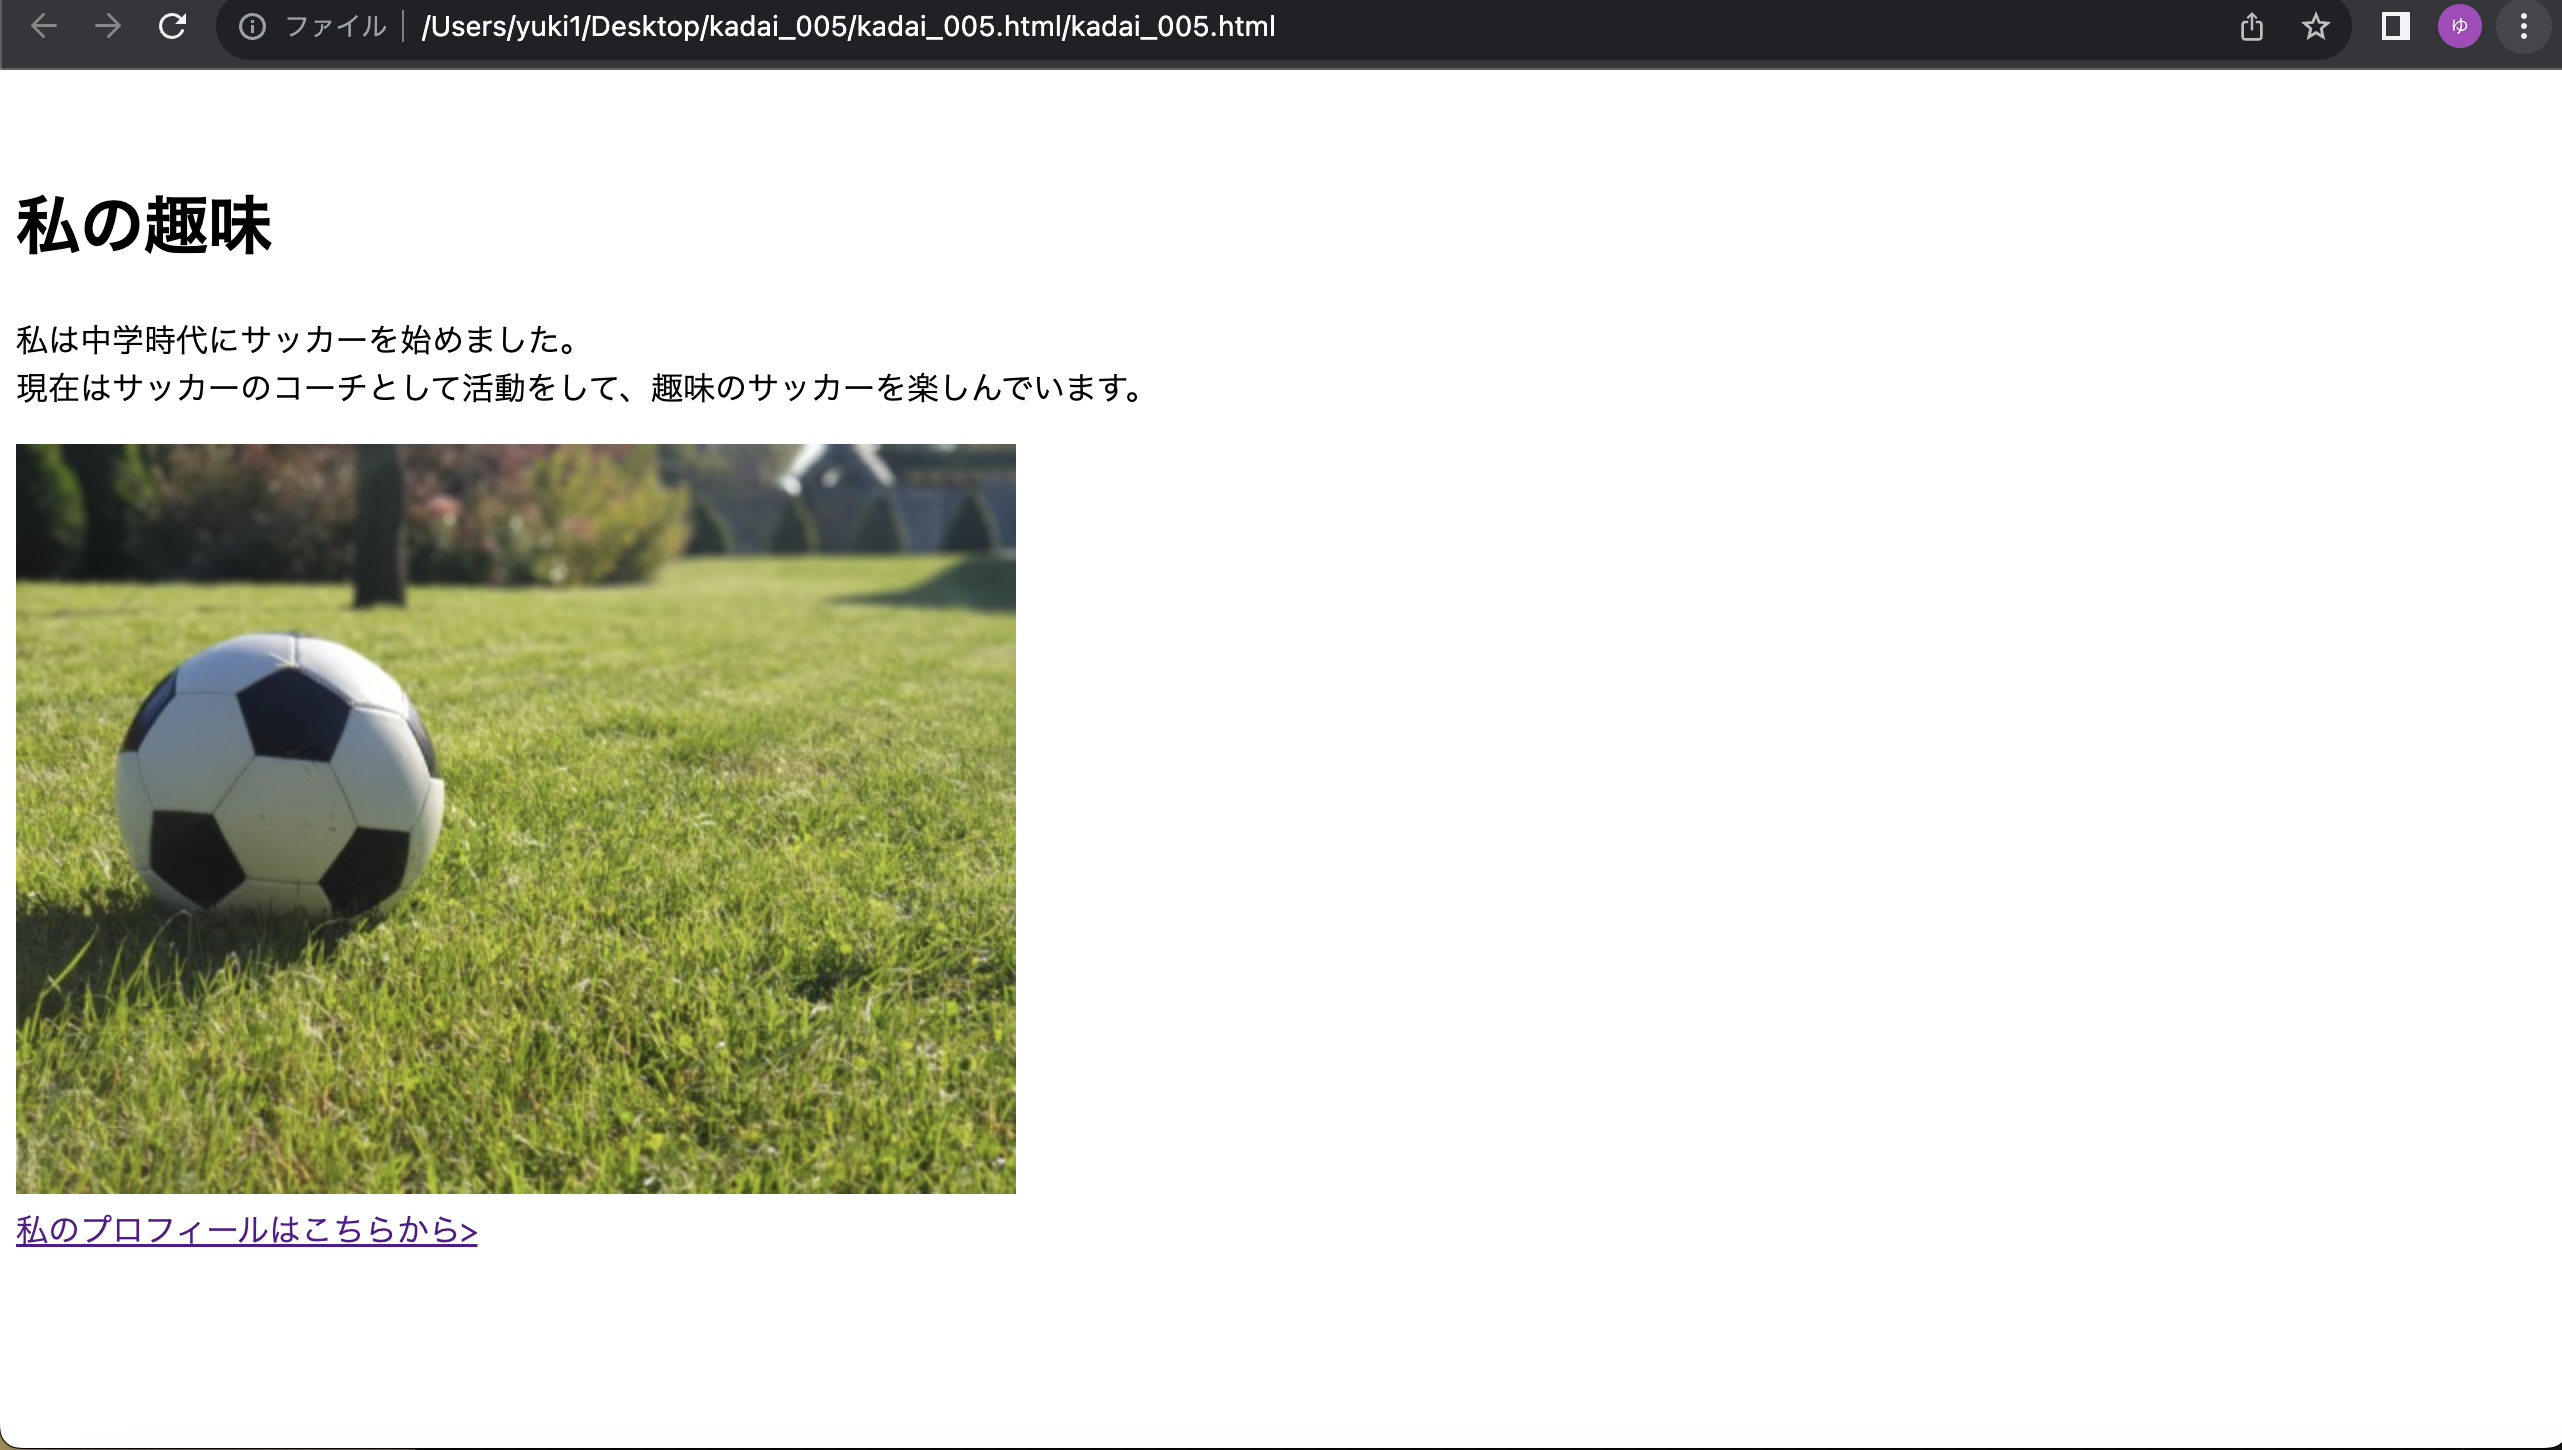 ファイル /Users/yuki1/Desktop/kadai_005/kadai_005.html/kadai_005.html
ゆ
私の趣味
私は中学時代にサッカーを始めました。
現在はサッカーのコーチとして活動をして、趣味のサッカーを楽しんでいます。
私のプロフィールはこちらから>